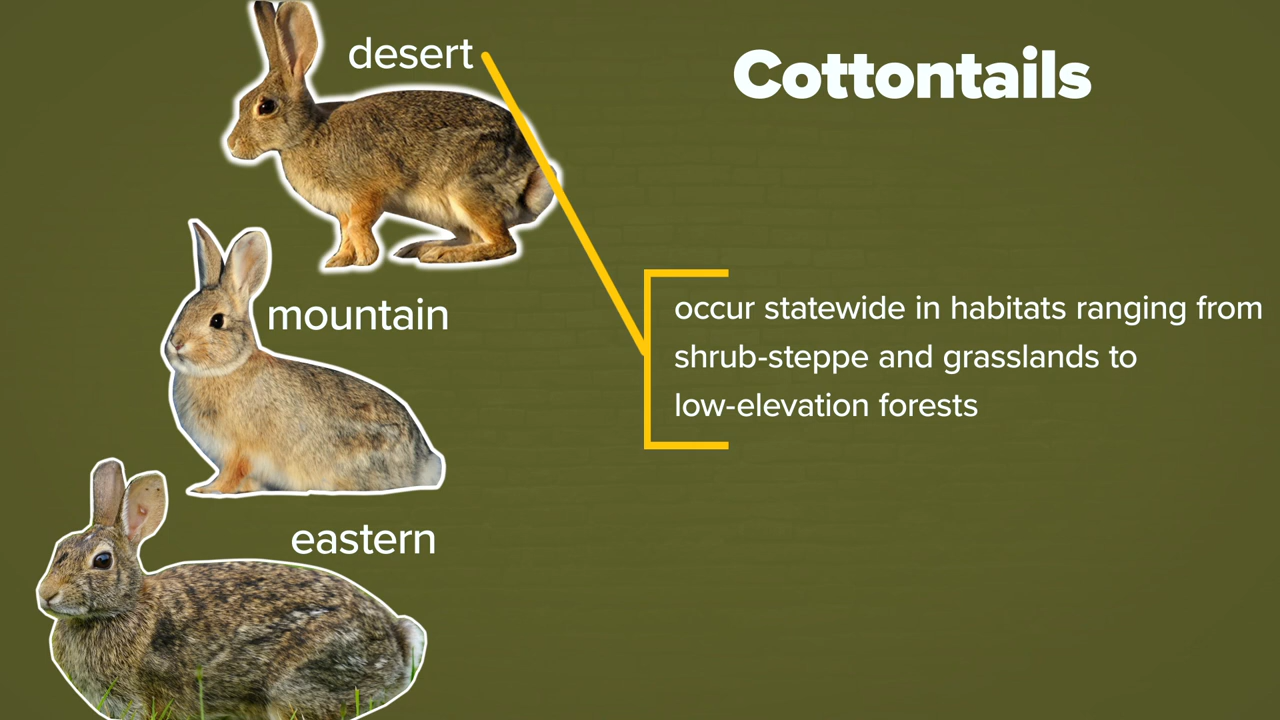 Cottontails
desert
mountain
eastern
occur statewide in habitats ranging from
shrub-steppe and grasslands to
low-elevation forests